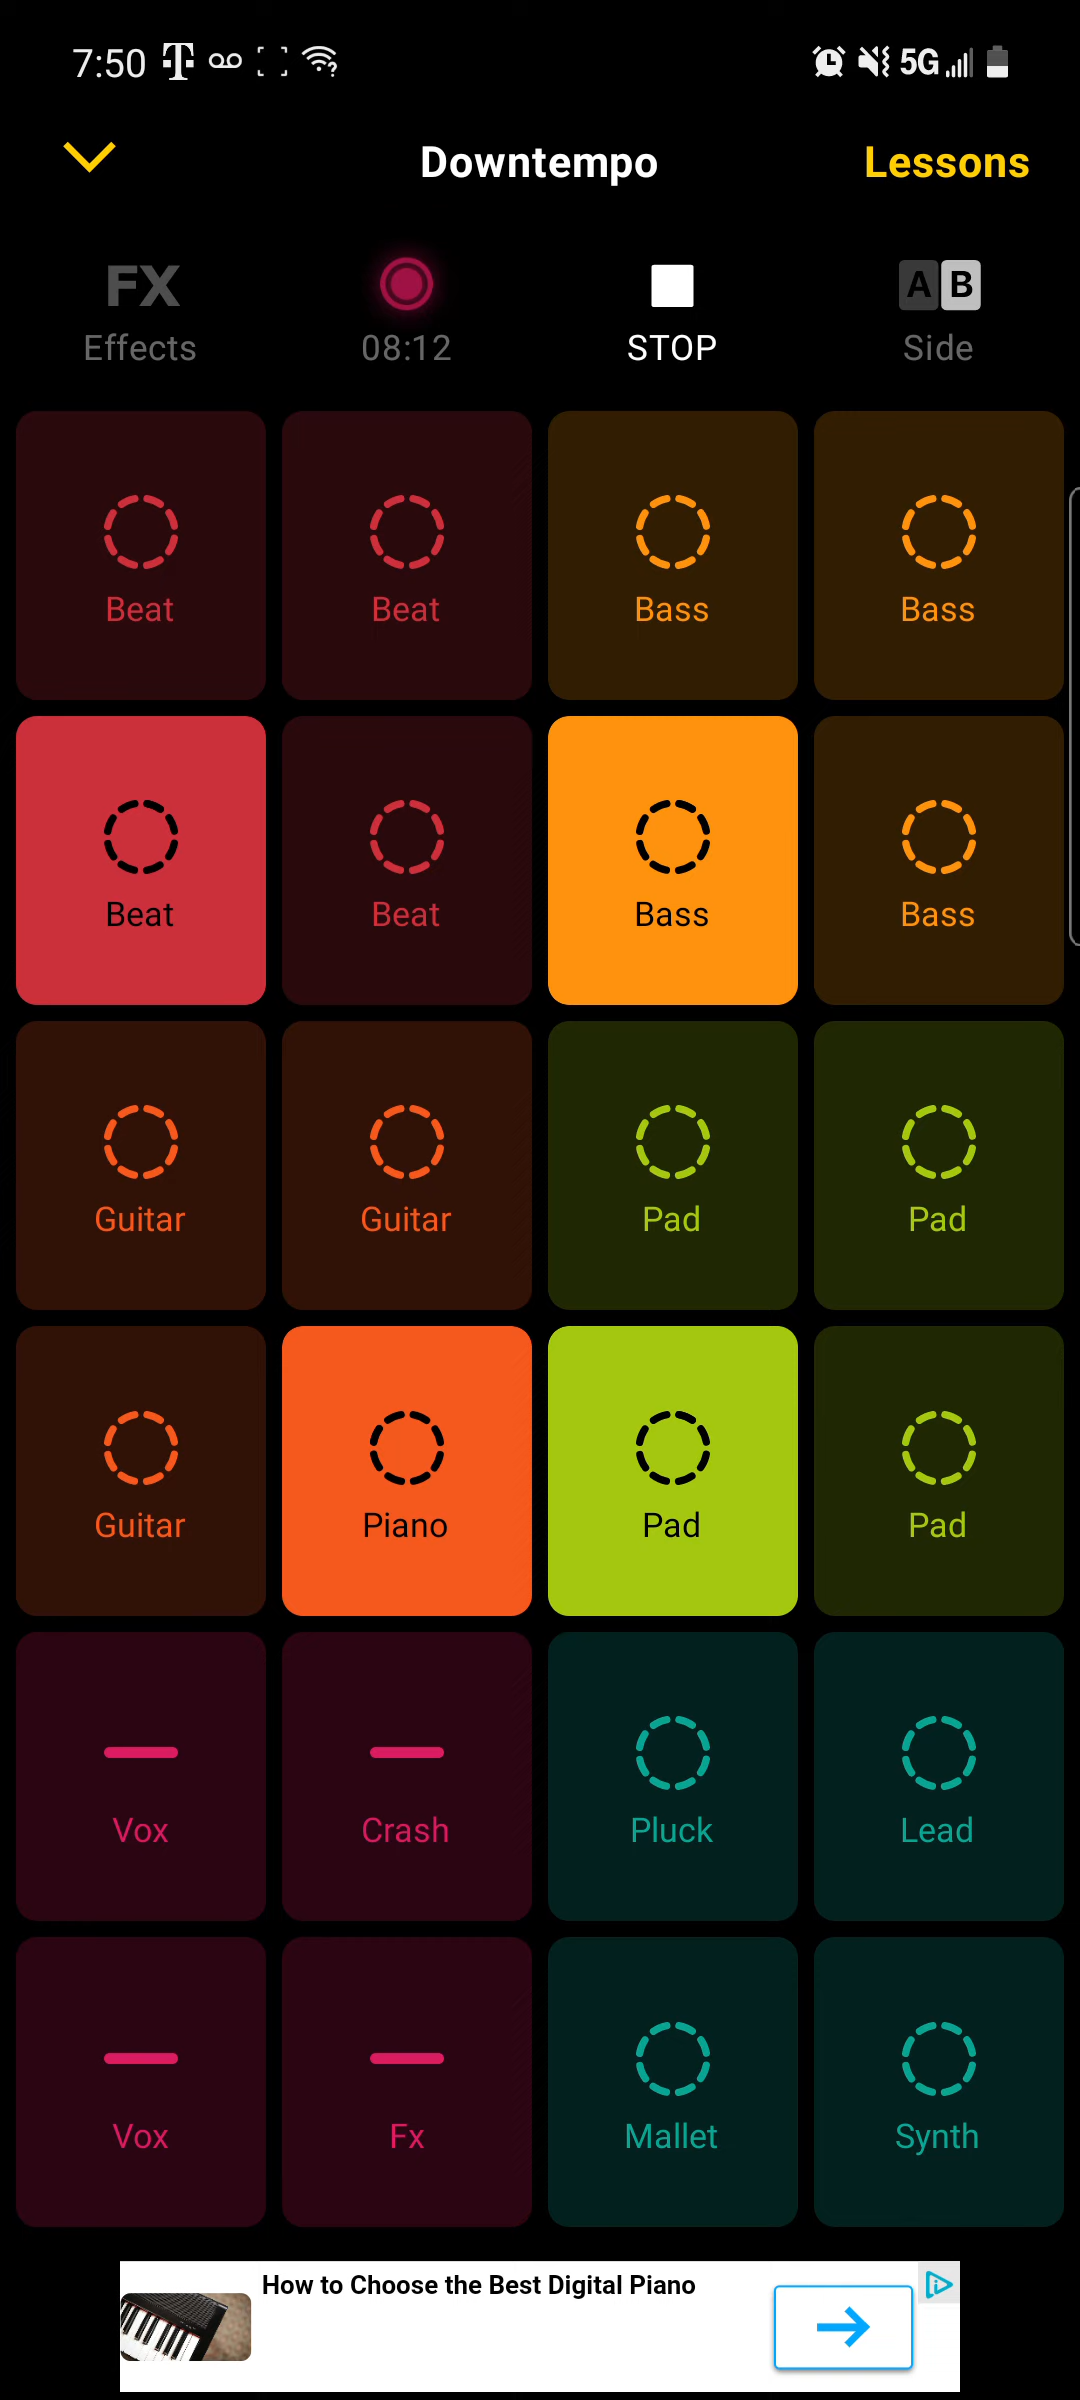 7:50 T 5G
Downtempo Lessons
FX A B
Effects 08:12 STOP Side
Beat Beat Bass Bass
Beat Beat Bass Bass
Guitar Guitar Pad Pad
Guitar Piano Pad Pad
Vox Crash Pluck Lead
Vox Fx Mallet Synth
How to Choose the Best Digital Piano